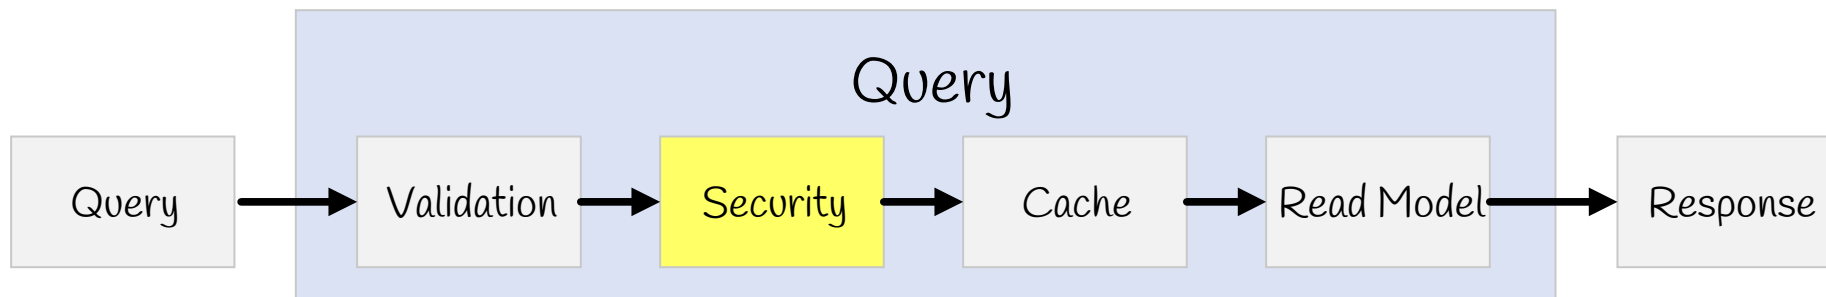 Query
Query
Validation
Security
Cache
Read Model
Response